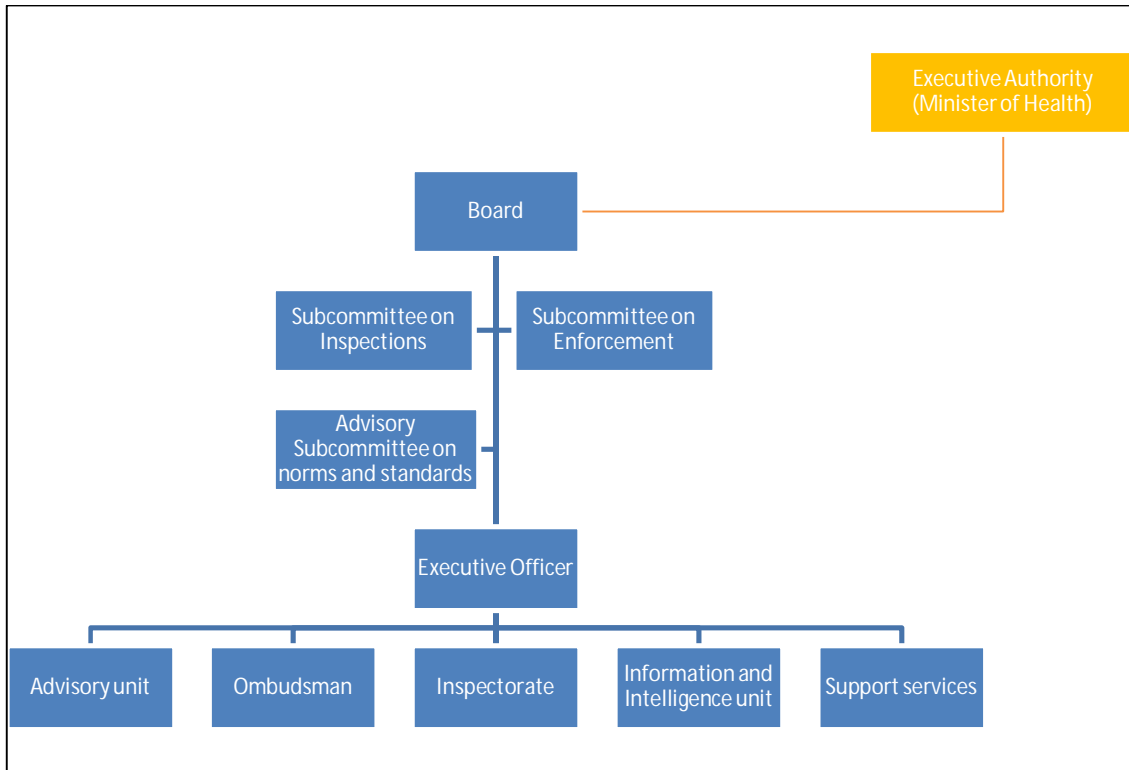 Executive Authority
(Minister of Health)
Board
Subcommittee on
Inspections
Subcommittee on
Enforcement
Advisory
Subcommittee on
norms and standards
Executive Officer
Advisory unit
Ombudsman
Inspectorate
Information and
Intelligence unit
Support services